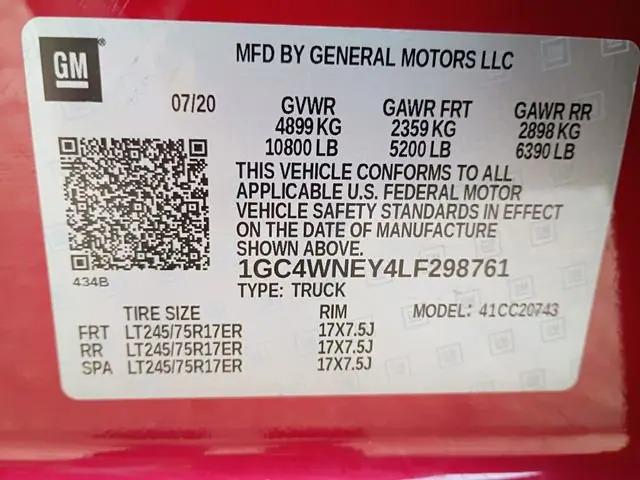 GM
MFD BY GENERAL MOTORS LLC
07/20 GVWR GAWR FRT GAWR RR
4899 KG 2359 KG 2898 KG
10800 LB 5200 LB 6390 LB
THIS VEHICLE CONFORMS TO ALL
APPLICABLE U.S. FEDERAL MOTOR
VEHICLE SAFETY STANDARDS IN EFFECT
ON THE DATE OF MANUFACTURE
SHOWN ABOVE.
434B
1GC4WNEY4LF298761
TYPE: TRUCK
TIRE SIZE RIM MODEL: 41CC20743
FRT LT245/75R17ER 17X7.5J
RR LT245/75R17ER 17X7.5J
SPA LT245/75R17ER 17X7.5J